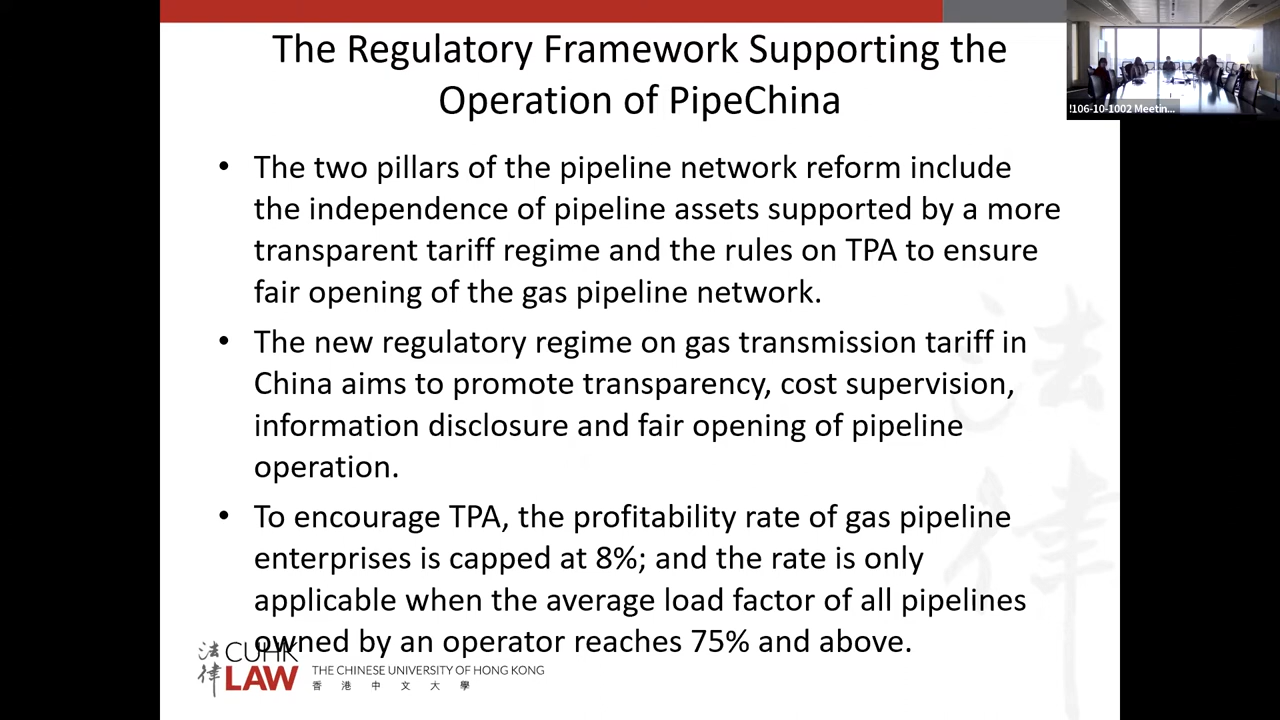 The Regulatory Framework Supporting the
Operation of PipeChina
!106-10-1002 Meetin...
• The two pillars of the pipeline network reform include
the independence of pipeline assets supported by a more
transparent tariff regime and the rules on TPA to ensure
fair opening of the gas pipeline network.
• The new regulatory regime on gas transmission tariff in
China aims to promote transparency, cost supervision,
information disclosure and fair opening of pipeline
operation.
• To encourage TPA, the profitability rate of gas pipeline
enterprises is capped at 8%; and the rate is only
applicable when the average load factor of all pipelines
owned by an operator reaches 75% and above.
法律
法律
CUHK
LAW
THE CHINESE UNIVERSITY OF HONG KONG
香港中文大學